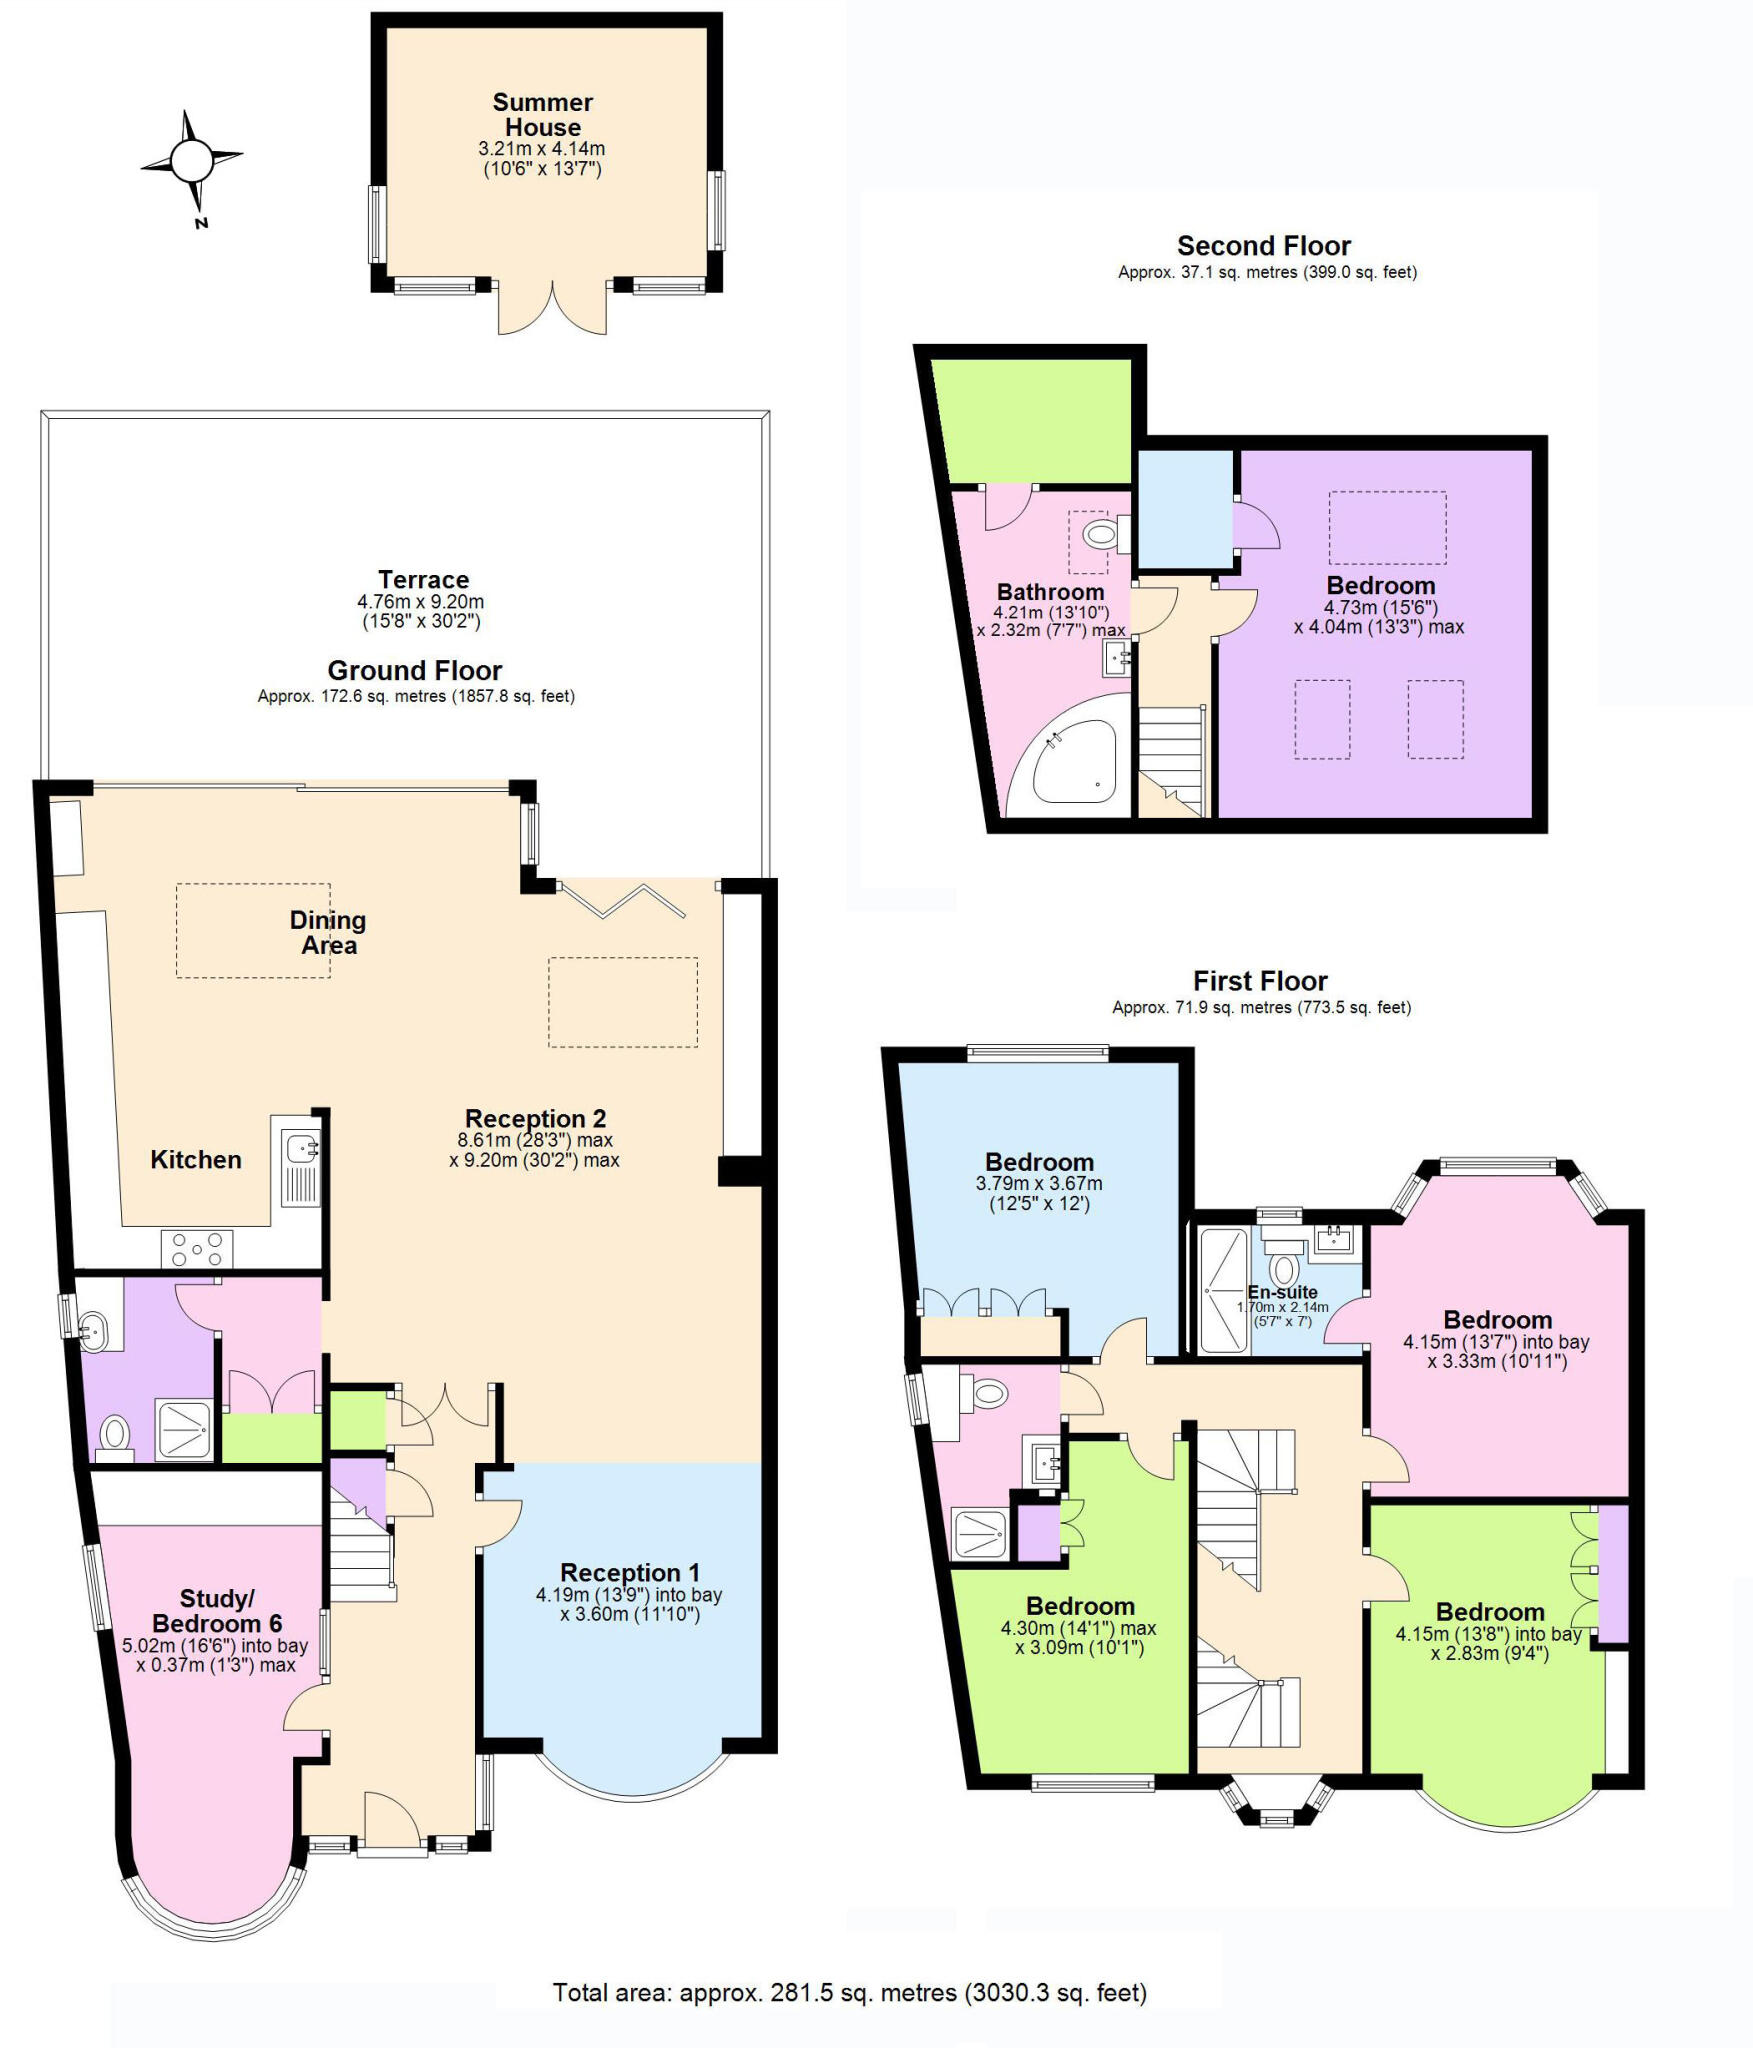 Summer
House
3.21m x 4.14m
(10'6" x 13'7")
N
Terrace
4.76m x 9.20m
(15'8" x 30'2")
Ground Floor
Approx. 172.6 sq. metres (1857.8 sq. feet)
Dining
Area
Reception 2
8.61m (28'3") max
x 9.20m (30'2") max
Kitchen
Study/
Bedroom 6
5.02m (16'6") into bay
x 0.37m (1'3") max
Reception 1
4.19m (13'9") into bay
x 3.60m (11'10")
Second Floor
Approx. 37.1 sq. metres (399.0 sq. feet)
Bathroom
4.21m (13'10")
x 2.32m (7'7") max
Bedroom
4.73m (15'6")
x 4.04m (13'3") max
First Floor
Approx. 71.9 sq. metres (773.5 sq. feet)
Bedroom
3.79m x 3.67m
(12'5" x 12')
En-suite
1.70m x 2.14m
(5'7" x 7')
Bedroom
4.15m (13'7") into bay
x 3.33m (10'11")
Bedroom
4.30m (14'1") max
x 3.09m (10'1")
Bedroom
4.15m (13'8") into bay
x 2.83m (9'4")
Total area: approx. 281.5 sq. metres (3030.3 sq. feet)